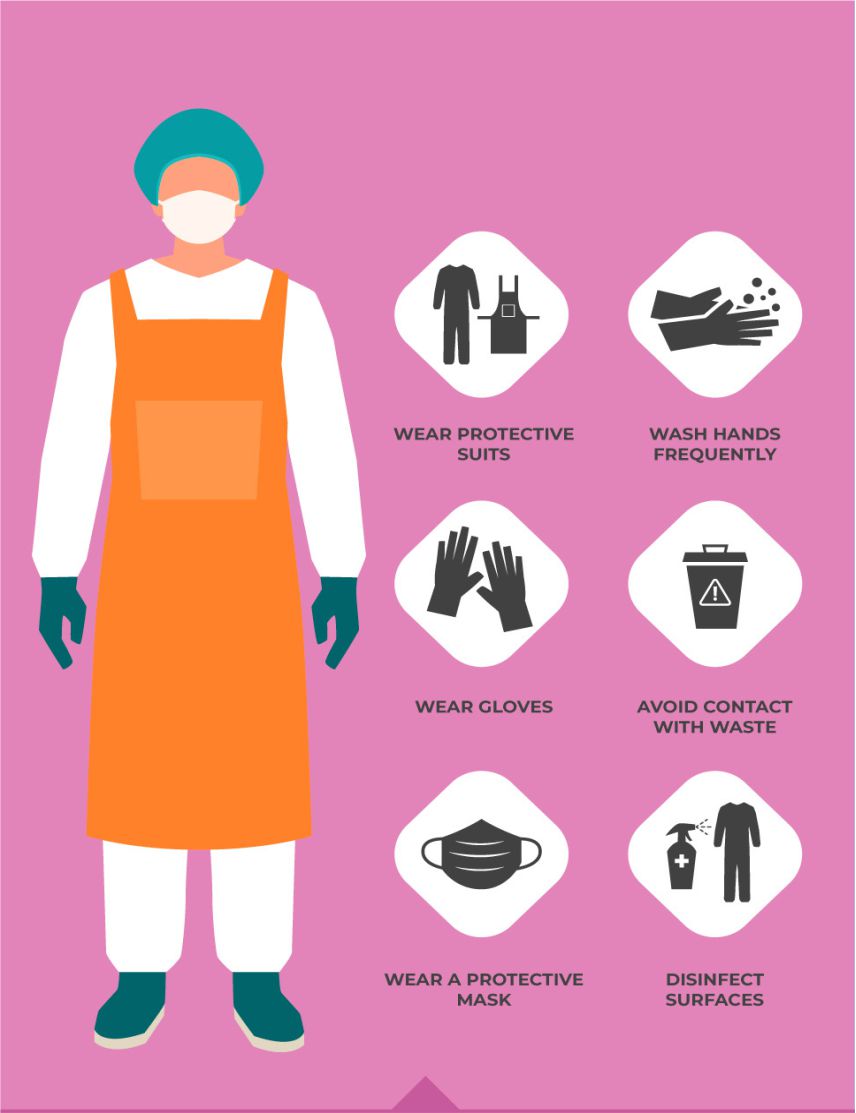 WEAR PROTECTIVE
SUITS
WASH HANDS
FREQUENTLY
WEAR GLOVES
AVOID CONTACT
WITH WASTE
WEAR A PROTECTIVE
MASK
DISINFECT
SURFACES